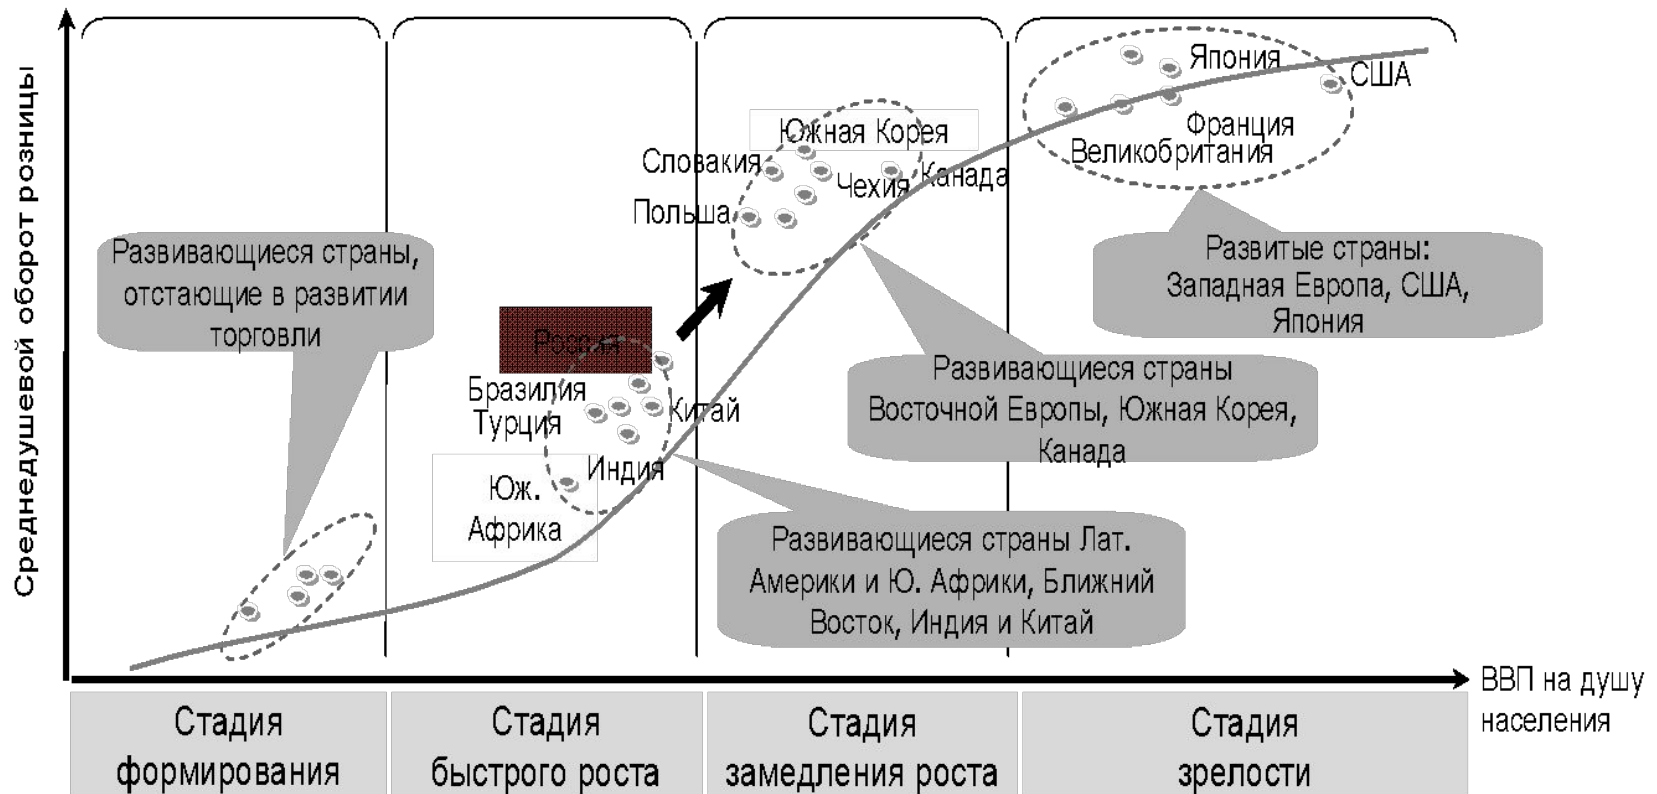 Среднедушевой оборот розницы
Япония
США
Южная Корея
Франция
Словакия
Великобритания
Чехия
Канада
Польша
Развивающиеся страны,
отстающие в развитии
торговли
Развитые страны:
Западная Европа, США,
Япония
Россия
Бразилия
Китай
Турция
Развивающиеся страны
Восточной Европы, Южная Корея,
Канада
Индия
Юж.
Африка
Развивающиеся страны Лат.
Америки и Ю. Африки, Ближний
Восток, Индия и Китай
ВВП на душу
населения
Стадия
формирования
Стадия
быстрого роста
Стадия
замедления роста
Стадия
зрелости